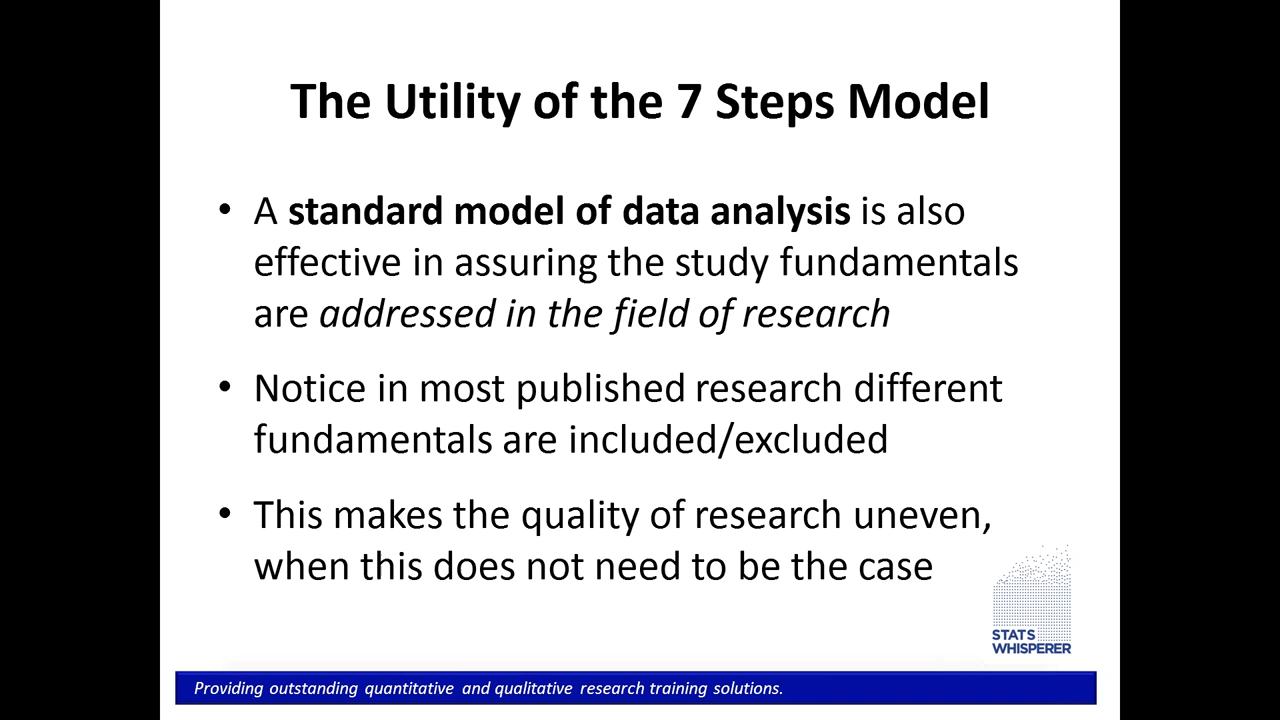 The Utility of the 7 Steps Model
• A standard model of data analysis is also
effective in assuring the study fundamentals
are addressed in the field of research
• Notice in most published research different
fundamentals are included/excluded
• This makes the quality of research uneven,
when this does not need to be the case
STATS
WHISPERER
Providing outstanding quantitative and qualitative research training solutions.